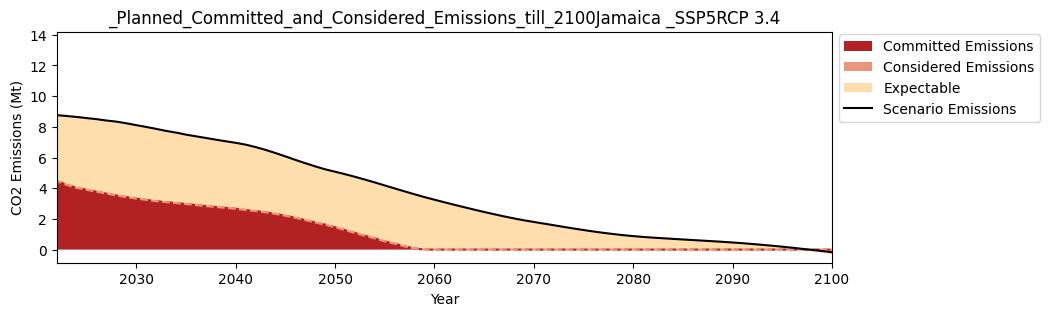 _Planned_Committed_and_Considered_Emissions_till_2100Jamaica _SSP5RCP 3.4
CO2 Emissions (Mt)
14
12
10
8
6
4
2
0
2030
2040
2050
2060
2070
2080
2090
2100
Year
Committed Emissions
Considered Emissions
Expectable
Scenario Emissions